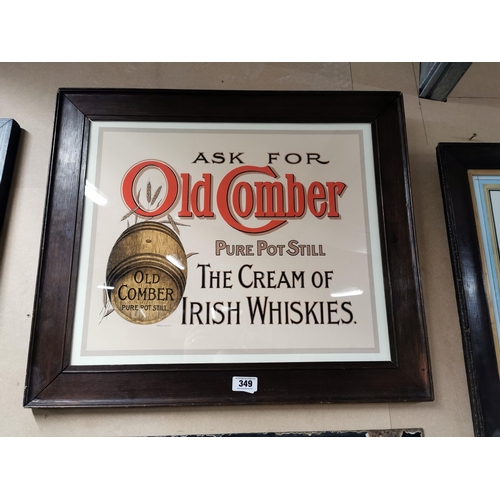 ASK FOR
Old Comber
PURE POT STILL
THE CREAM OF
IRISH WHISKIES.
OLD
COMBER
PURE POT STILL
349